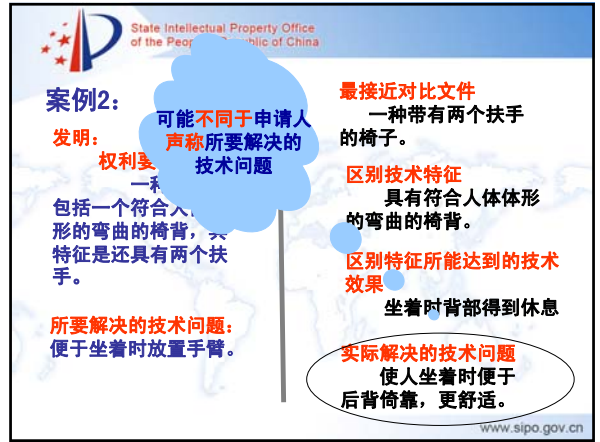 State Intellectual Property Office
of the Peop blic of China
案例2：
发明：
权利要
一种
包括一个符合人
形的弯曲的椅背，其
特征是还具有两个扶
手。
所要解决的技术问题：
便于坐着时放置手臂。
可能不同于申请人
声称所要解决的
技术问题
最接近对比文件
一种带有两个扶手
的椅子。
区别技术特征
具有符合人体体形
的弯曲的椅背。
区别特征所能达到的技术
效果
坐着时背部得到休息
实际解决的技术问题
使人坐着时便于
后背倚靠，更舒适。
www.sipo.gov.cn